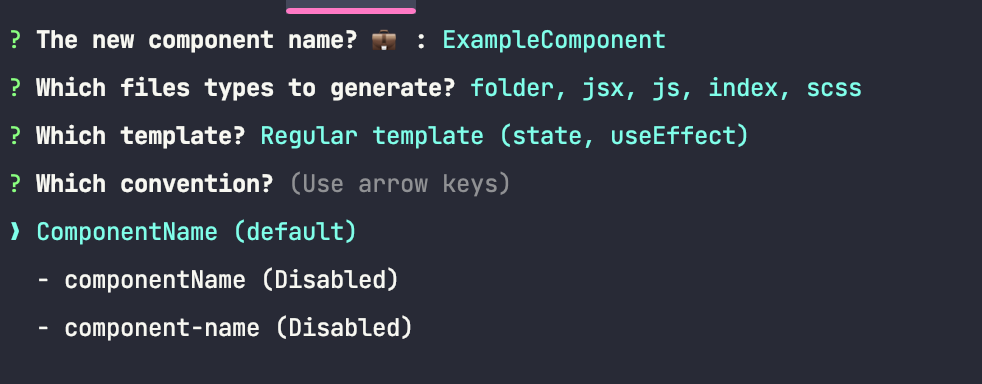 ? The new component name? 💼 : ExampleComponent
? Which files types to generate? folder, jsx, js, index, scss
? Which template? Regular template (state, useEffect)
? Which convention? (Use arrow keys)
❯ ComponentName (default)
- componentName (Disabled)
- component-name (Disabled)